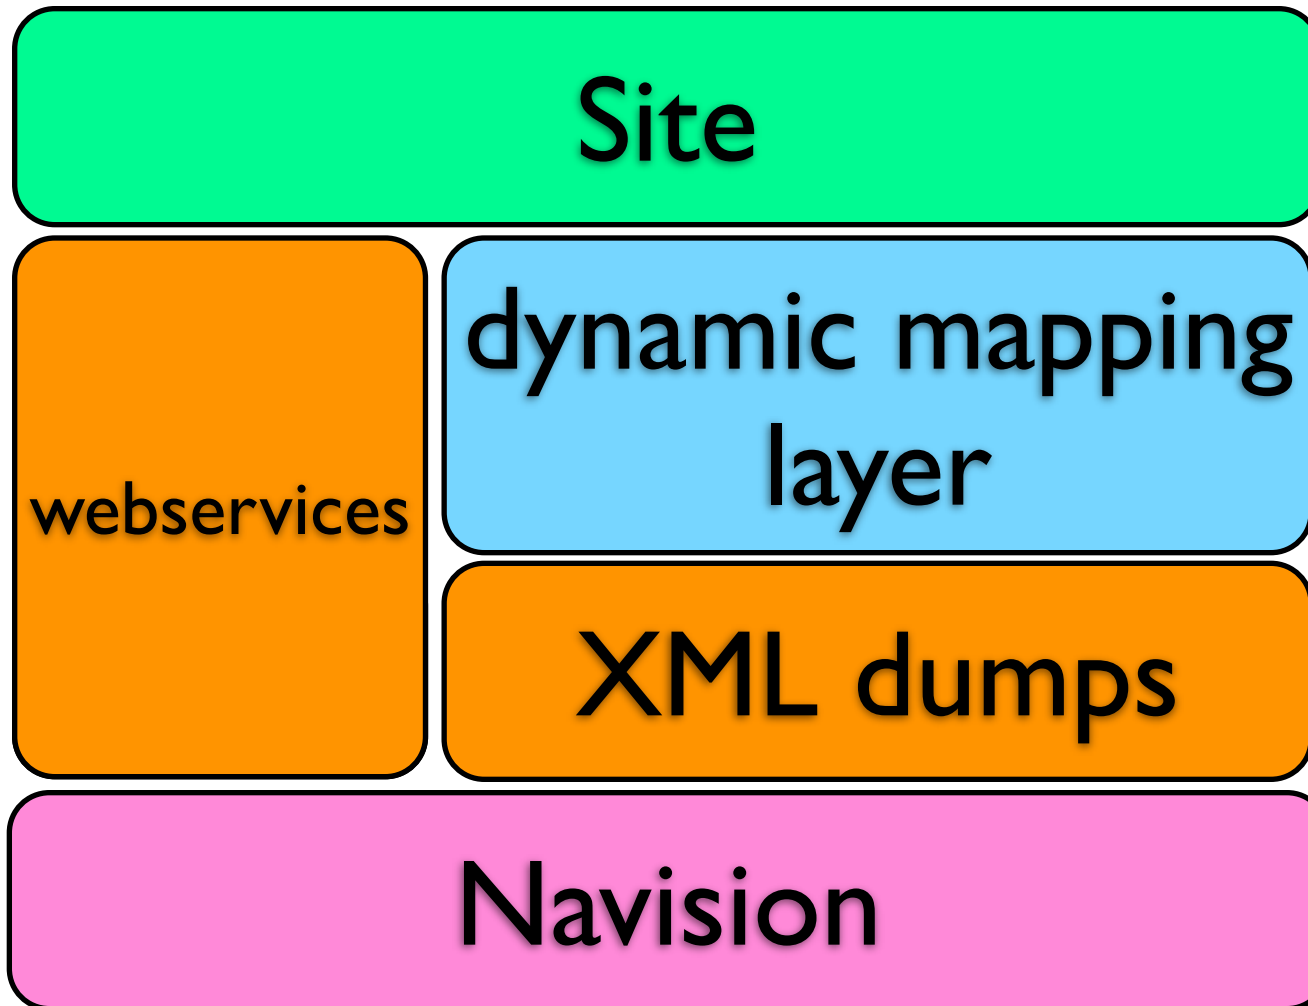 Site
webservices
dynamic mapping
layer
XML dumps
Navision